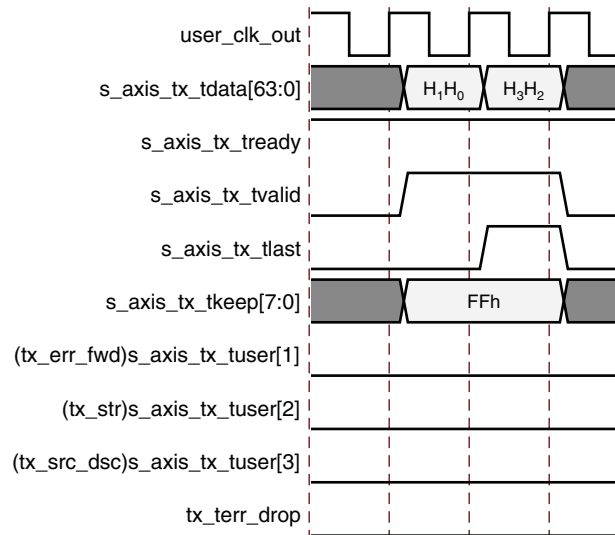 user_clk_out
s_axis_tx_tdata[63:0] H₁H₀ H₃H₂
s_axis_tx_tready
s_axis_tx_tvalid
s_axis_tx_tlast
s_axis_tx_tkeep[7:0] FFh
(tx_err_fwd)s_axis_tx_tuser[1]
(tx_str)s_axis_tx_tuser[2]
(tx_src_dsc)s_axis_tx_tuser[3]
tx_terr_drop